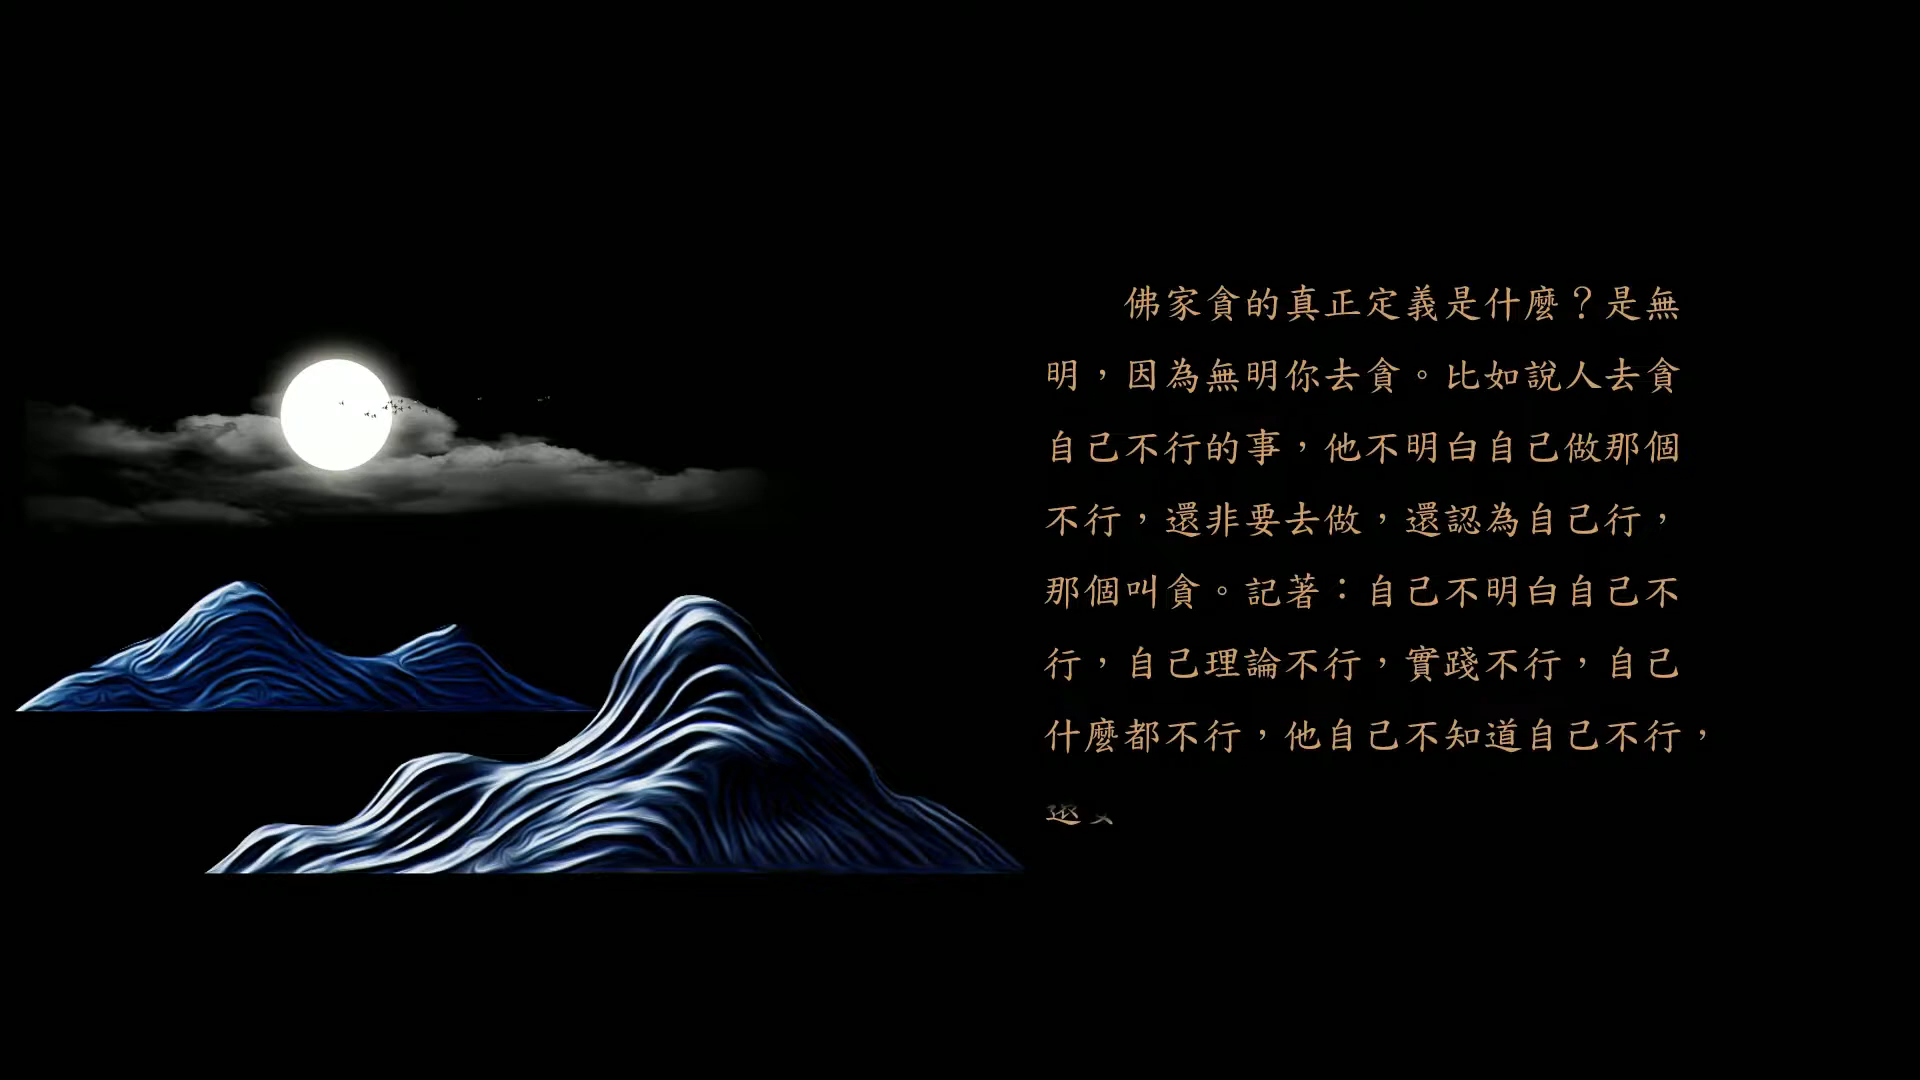 佛家貪的真正定義是什麼？是無
明，因為無明你去貪。比如說人去貪
自己不行的事，他不明白自己做那個
不行，還非要去做，還認為自己行，
那個叫貪。記著：自己不明白自己不
行，自己理論不行，實踐不行，自己
什麼都不行，他自己不知道自己不行，